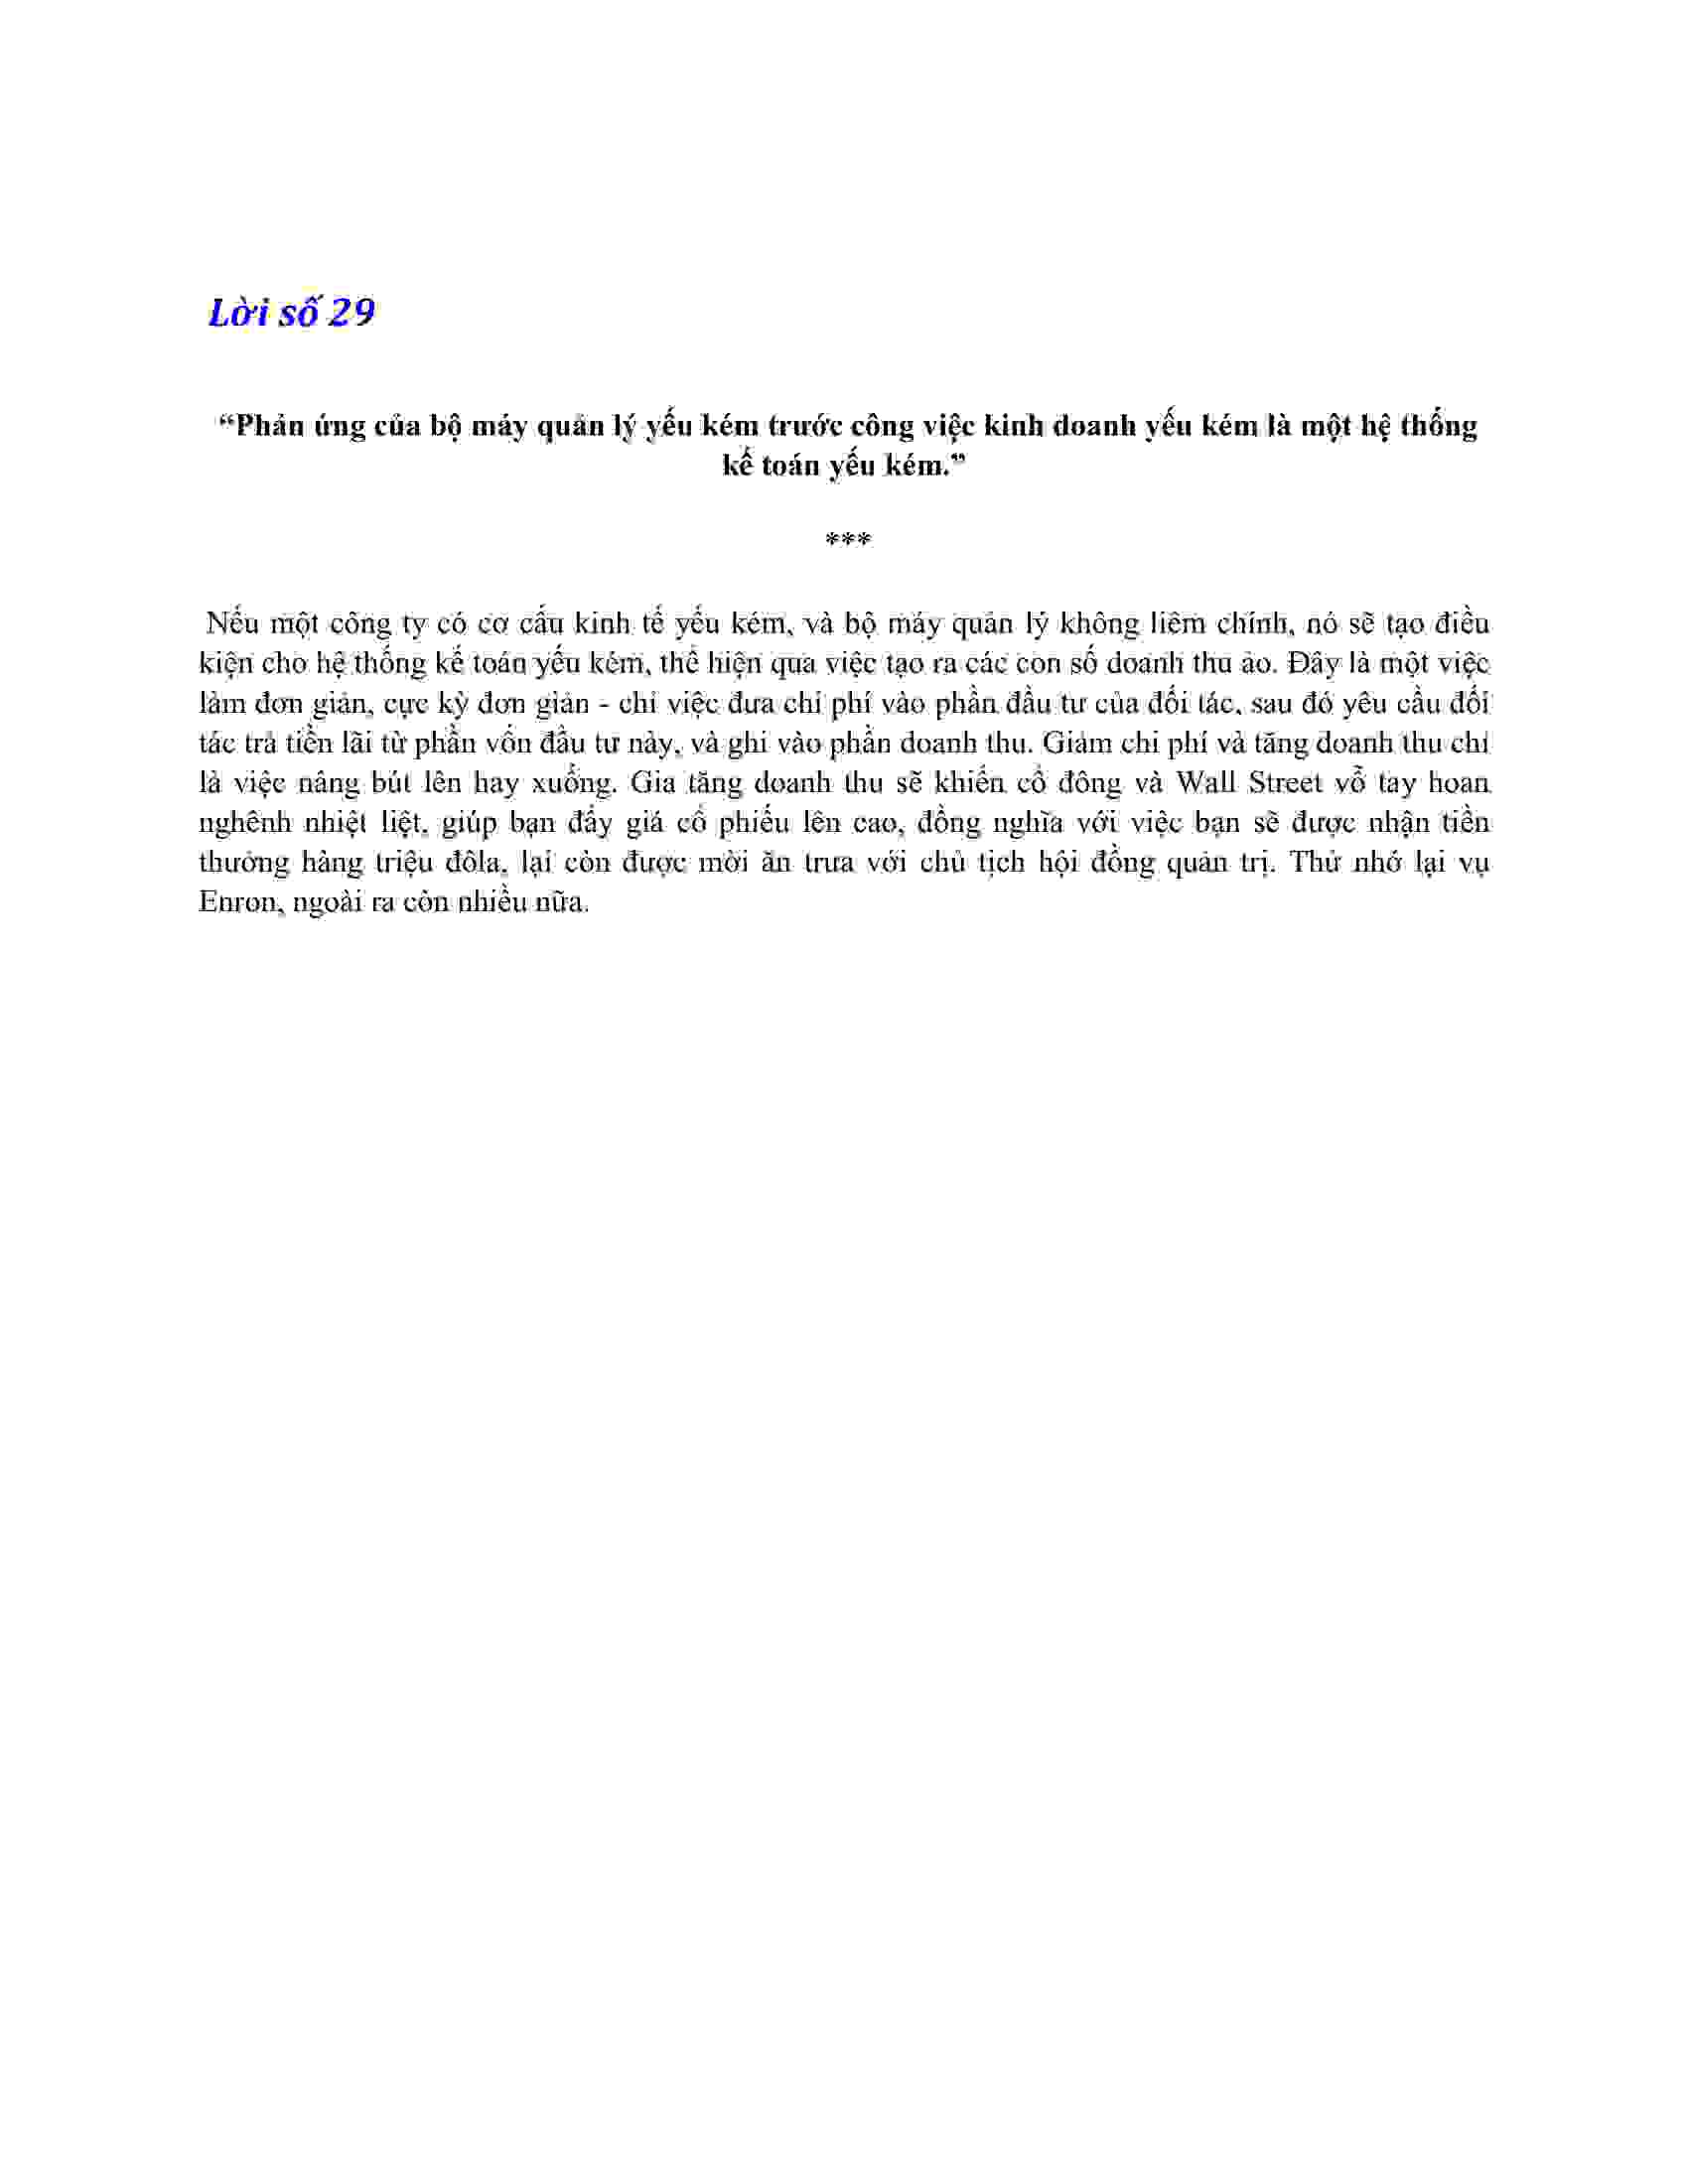 Lời số 29
“Phản ứng của bộ máy quản lý yếu kém trước công việc kinh doanh yếu kém là một hệ thống
kế toán yếu kém.”
***
Nếu một công ty có cơ cấu kinh tế yếu kém, và bộ máy quản lý không liêm chính, nó sẽ tạo điều
kiện cho hệ thống kế toán yếu kém, thể hiện qua việc tạo ra các con số doanh thu ảo. Đây là một việc
làm đơn giản, cực kỳ đơn giản - chỉ việc đưa chi phí vào phần đầu tư của đối tác, sau đó yêu cầu đối
tác trả tiền lãi từ phần vốn đầu tư này, và ghi vào phần doanh thu. Giảm chi phí và tăng doanh thu chỉ
là việc nâng bút lên hay xuống. Gia tăng doanh thu sẽ khiến cổ đông và Wall Street vỗ tay hoan
nghênh nhiệt liệt, giúp bạn đẩy giá cổ phiếu lên cao, đồng nghĩa với việc bạn sẽ được nhận tiền
thưởng hàng triệu đôla, lại còn được mời ăn trưa với chủ tịch hội đồng quản trị. Thử nhớ lại vụ
Enron, ngoài ra còn nhiều nữa.